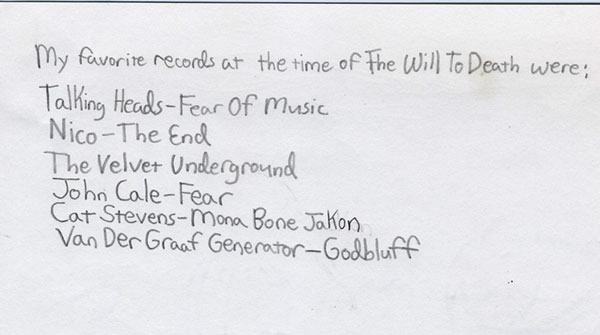 My favorite records at the time of The Will To Death were:
Talking Heads-Fear Of Music
Nico-The End
The Velvet Underground
John Cale-Fear
Cat Stevens-Mona Bone Jakon
Van Der Graaf Generator-Godbluff